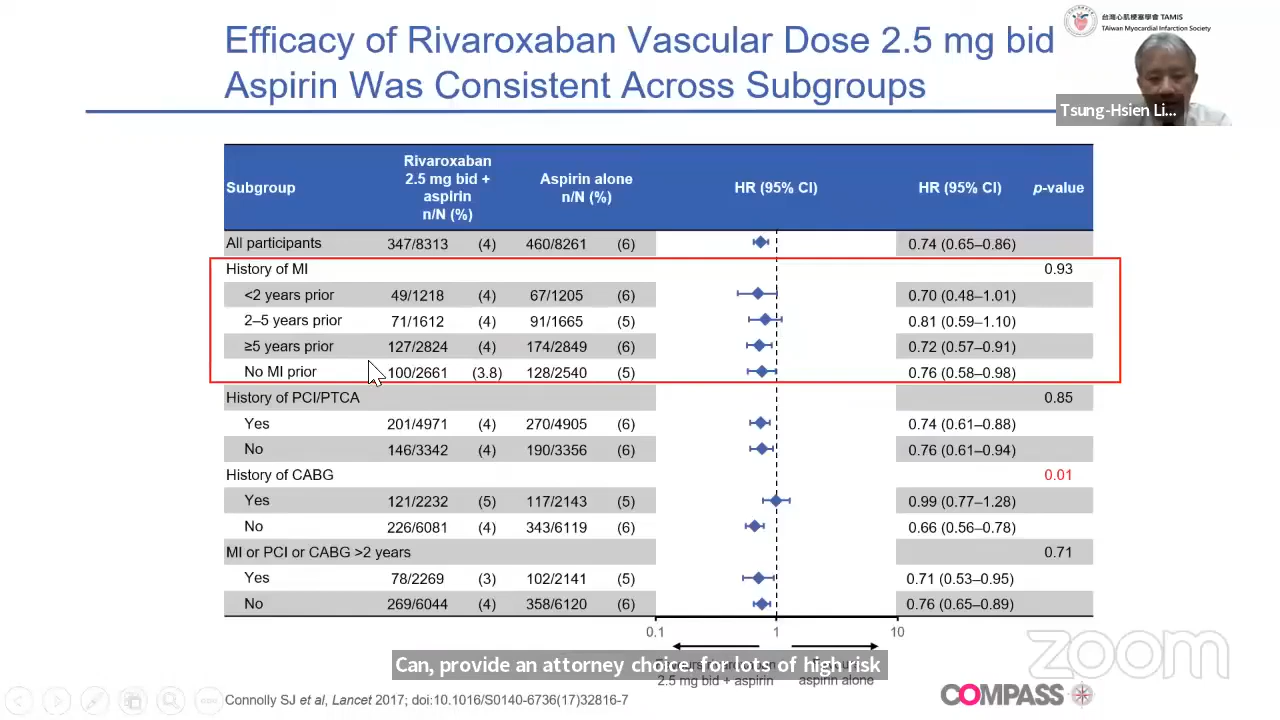 Efficacy of Rivaroxaban Vascular Dose 2.5 mg bid
Aspirin Was Consistent Across Subgroups
台灣心肌梗塞學會 TAMIS
TAiwan Myocardial Infarction Society
Tsung-Hsien Li...
Subgroup Rivaroxaban 2.5 mg bid + aspirin n/N (%) Aspirin alone n/N (%) HR (95% CI) HR (95% CI) p-value
All participants 347/8313 (4) 460/8261 (6) 0.74 (0.65–0.86)
History of MI 0.93
<2 years prior 49/1218 (4) 67/1205 (6) 0.70 (0.48–1.01)
2–5 years prior 71/1612 (4) 91/1665 (5) 0.81 (0.59–1.10)
≥5 years prior 127/2824 (4) 174/2849 (6) 0.72 (0.57–0.91)
No MI prior 100/2661 (3.8) 128/2540 (5) 0.76 (0.58–0.98)
History of PCI/PTCA 0.85
Yes 201/4971 (4) 270/4905 (6) 0.74 (0.61–0.88)
No 146/3342 (4) 190/3356 (6) 0.76 (0.61–0.94)
History of CABG 0.01
Yes 121/2232 (5) 117/2143 (5) 0.99 (0.77–1.28)
No 226/6081 (4) 343/6119 (6) 0.66 (0.56–0.78)
MI or PCI or CABG >2 years 0.71
Yes 78/2269 (3) 102/2141 (5) 0.71 (0.53–0.95)
No 269/6044 (4) 358/6120 (6) 0.76 (0.65–0.89)
0.1 1 10
Can, provide an attorney choice, for lots of high risk
2.5 mg bid + aspirin aspirin alone
zoom
Connolly SJ et al, Lancet 2017; doi:10.1016/S0140-6736(17)32816-7
COMPASS